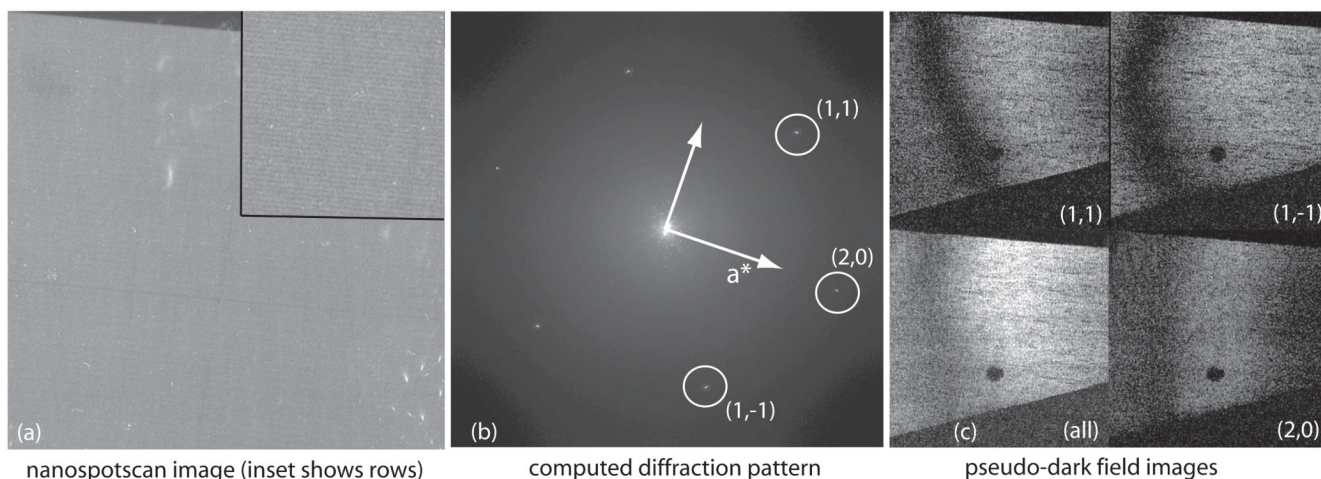 (a)
nanospotscan image (inset shows rows)
(1,1)
(2,0)
a*
(1,-1)
(b)
computed diffraction pattern
(1,1)
(1,-1)
(c)
(all)
(2,0)
pseudo-dark field images